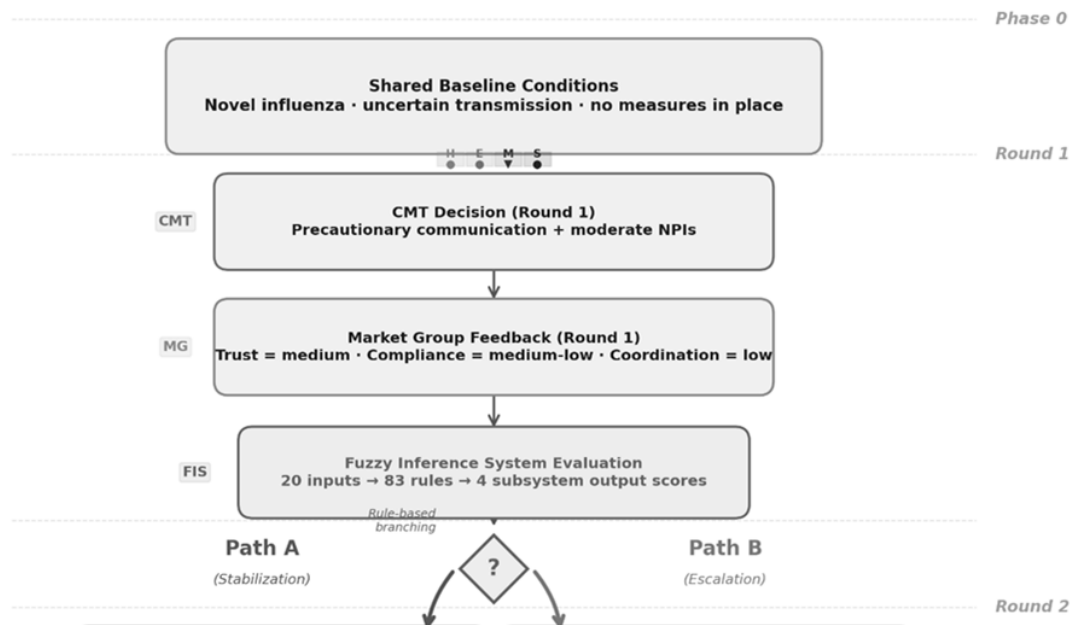 Phase 0
Shared Baseline Conditions
Novel influenza · uncertain transmission · no measures in place
H E M S
Round 1
CMT
CMT Decision (Round 1)
Precautionary communication + moderate NPIs
MG
Market Group Feedback (Round 1)
Trust = medium · Compliance = medium-low · Coordination = low
FIS
Fuzzy Inference System Evaluation
20 inputs → 83 rules → 4 subsystem output scores
Rule-based
branching
Path A
(Stabilization)
?
Path B
(Escalation)
Round 2